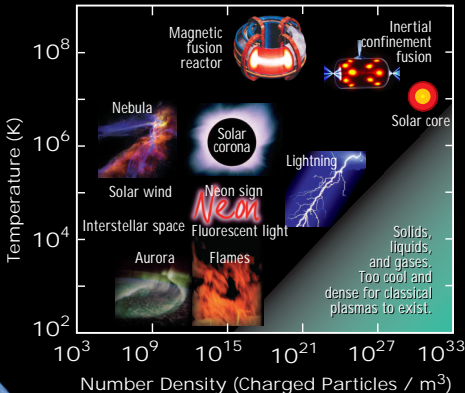 Temperature (K)
10⁸
10⁶
10⁴
10²
Magnetic
fusion
reactor
Inertial
confinement
fusion
Solar core
Nebula
Solar
corona
Lightning
Solar wind
Neon sign
Neon
Interstellar space
Fluorescent light
Aurora
Flames
Solids,
liquids,
and gases.
Too cool and
dense for classical
plasmas to exist.
10³
10⁹
10¹⁵
10²¹
10²⁷
10³³
Number Density (Charged Particles / m³)